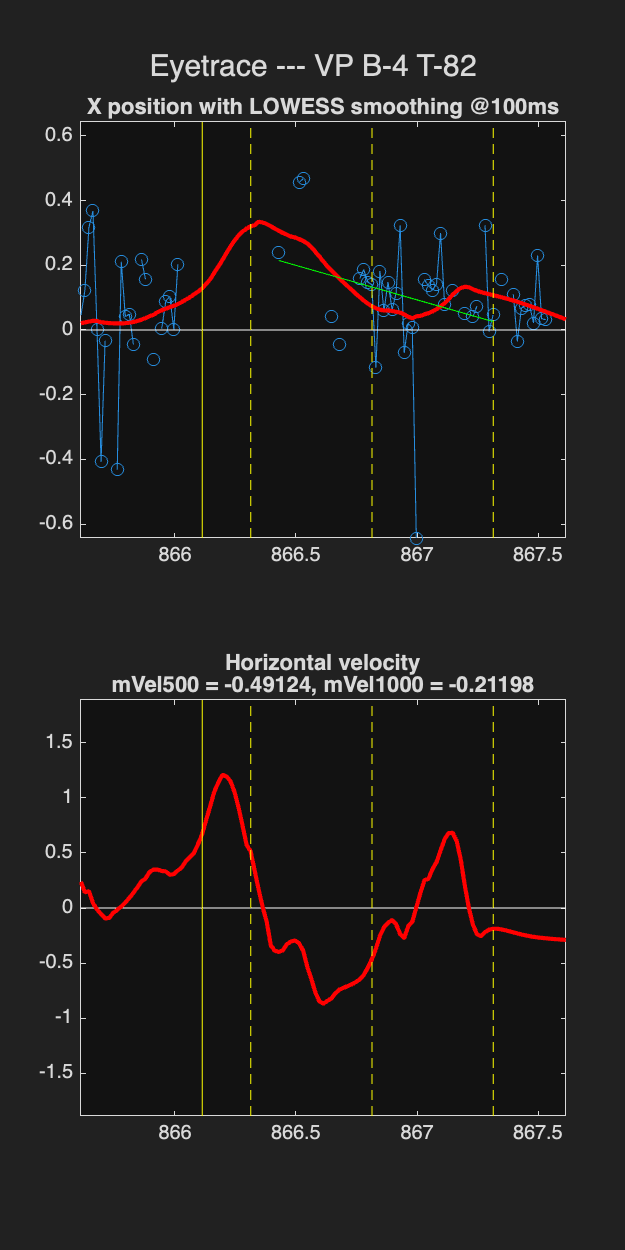 Eyetrace --- VP B-4 T-82
X position with LOWESS smoothing @100ms
0.6
0.4
0.2
0
-0.2
-0.4
-0.6
866 866.5 867 867.5
Horizontal velocity
mVel500 = -0.49124, mVel1000 = -0.21198
1.5
1
0.5
0
-0.5
-1
-1.5
866 866.5 867 867.5